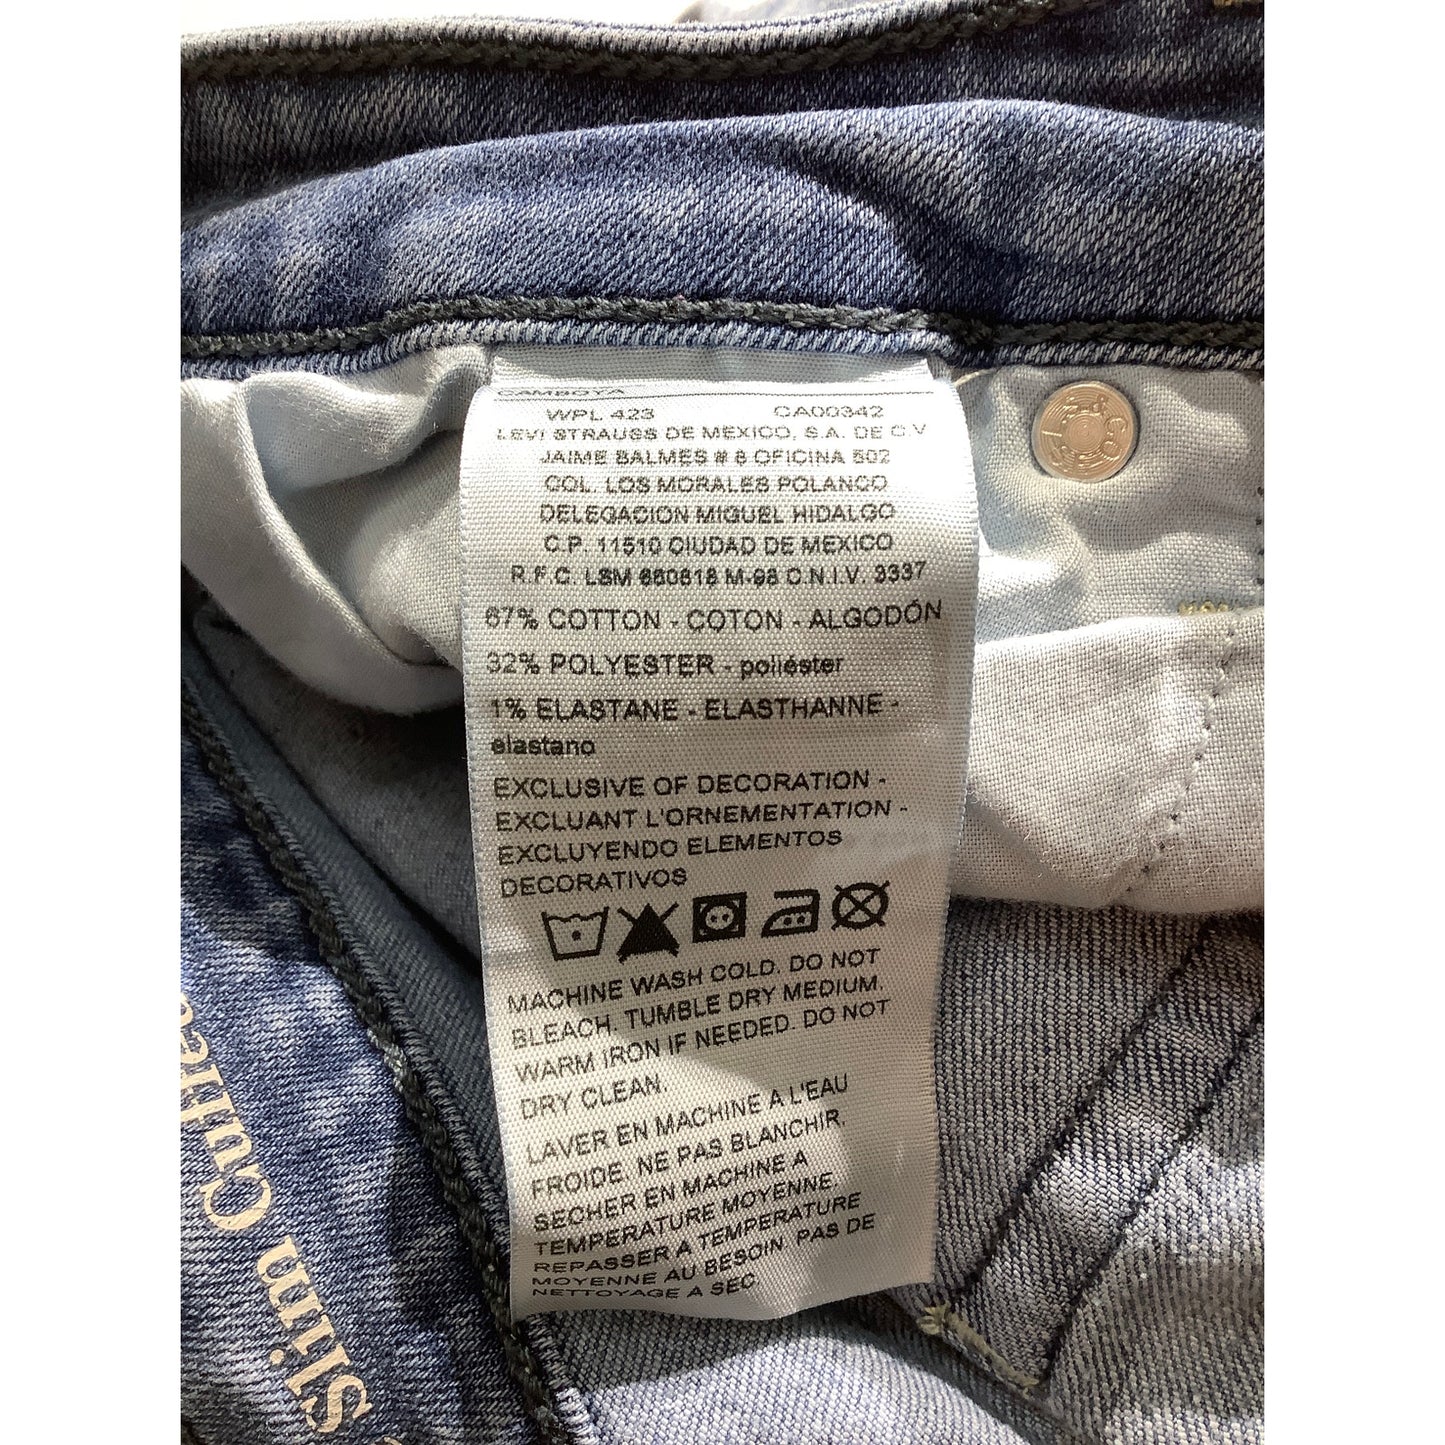 CAMBOYA
WPL 423 CA00342
LEVI STRAUSS DE MEXICO, S.A. DE C.V
JAIME BALMES # 8 OFICINA 502
COL. LOS MORALES POLANCO
DELEGACION MIGUEL HIDALGO
C.P. 11510 CIUDAD DE MEXICO
R.F.C. LSM 660818 M-98 C.N.I.V. 3337
67% COTTON - COTON - ALGODÓN
32% POLYESTER - poliéster
1% ELASTANE - ELASTHANNE -
elastano
EXCLUSIVE OF DECORATION -
EXCLUANT L'ORNEMENTATION -
EXCLUYENDO ELEMENTOS
DECORATIVOS
MACHINE WASH COLD. DO NOT
BLEACH. TUMBLE DRY MEDIUM.
WARM IRON IF NEEDED. DO NOT
DRY CLEAN.
LAVER EN MACHINE A L'EAU
FROIDE. NE PAS BLANCHIR.
SECHER EN MACHINE A
TEMPERATURE MOYENNE.
REPASSER A TEMPERATURE
MOYENNE AU BESOIN. PAS DE
NETTOYAGE A SEC.
Slim